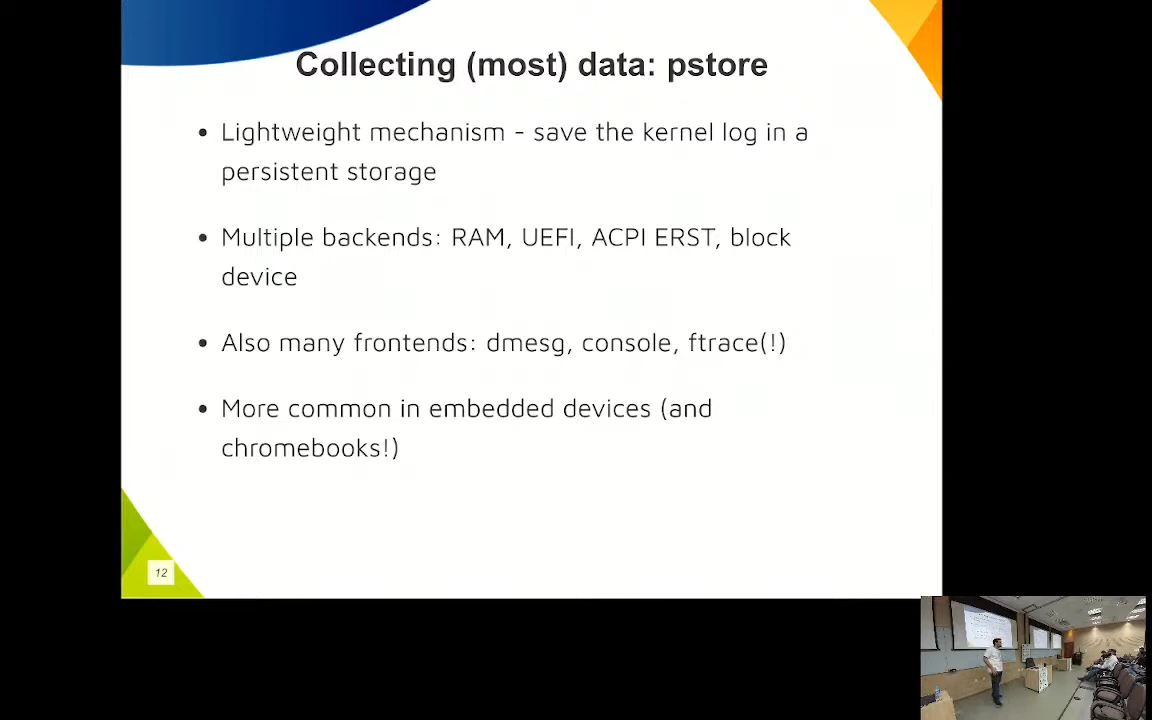 Collecting (most) data: pstore
• Lightweight mechanism - save the kernel log in a
persistent storage
• Multiple backends: RAM, UEFI, ACPI ERST, block
device
• Also many frontends: dmesg, console, ftrace(!)
• More common in embedded devices (and
chromebooks!)
12